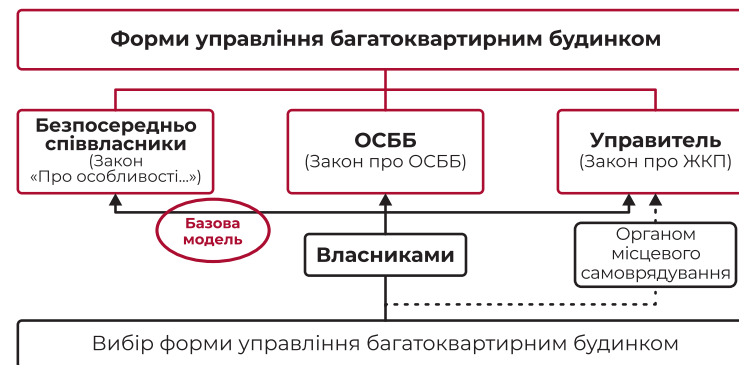 Форми управління багатоквартирним будинком
Безпосередньо
співвласники
(Закон
«Про особливості...»)
ОСББ
(Закон про ОСББ)
Управитель
(Закон про ЖКП)
Базова
модель
Власниками
Органом
місцевого
самоврядування
Вибір форми управління багатоквартирним будинком